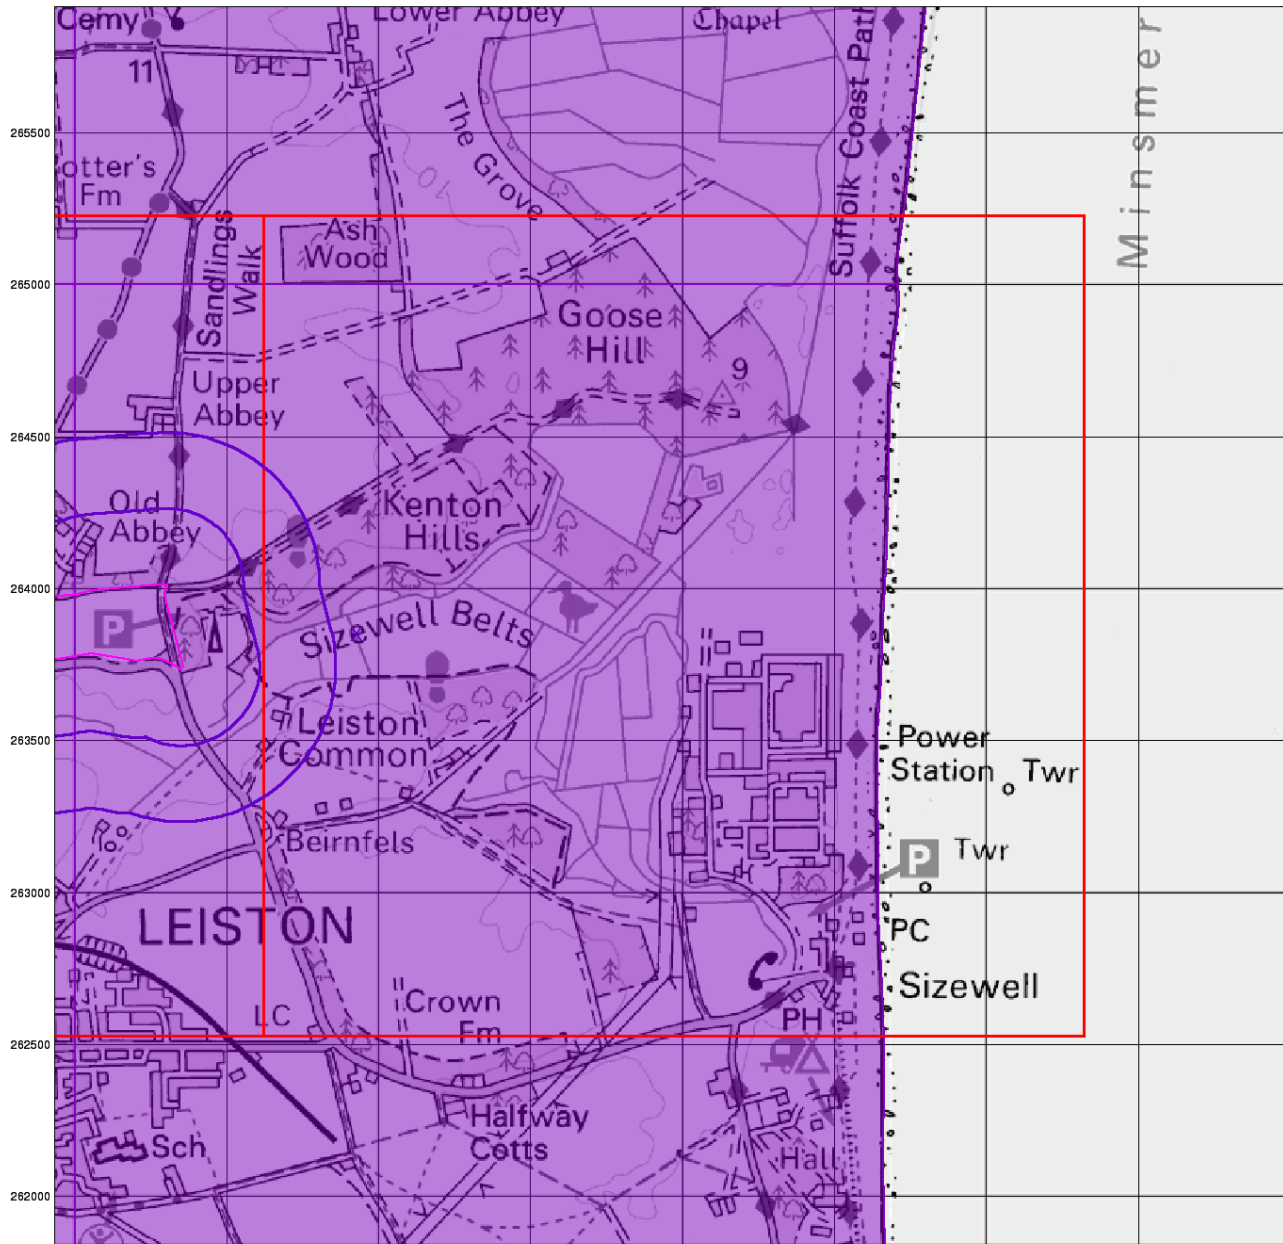 Cemy
Lower Abbey
Chapel
Suffolk Coast Path
Minsmer
11
The Grove
265500
10
otter's
Fm
Sandlings
Walk
Ash
Wood
265000
Goose
Hill
9
Upper
Abbey
264500
Old
Abbey
Kenton
Hills
264000
P
Sizewell Belts
Leiston
Common
263500
Power
Station
Twr
Beirnfels
Twr
P
263000
LEISTON
PC
Sizewell
LC
Crown
Fm
PH
262500
Halfway
Cotts
Sch
Hall
262000